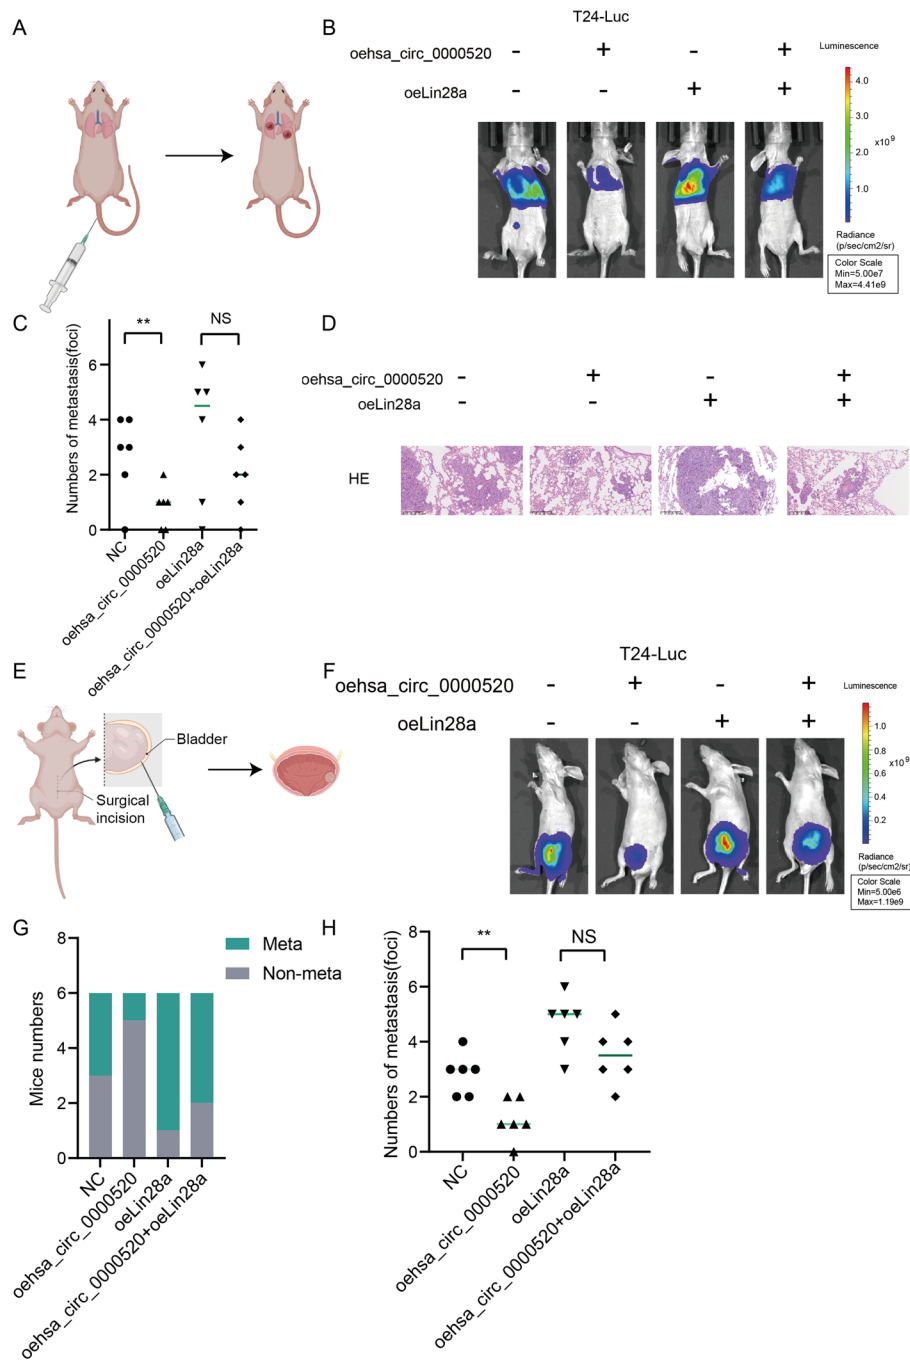 A
B
T24-Luc
oehsa_circ_0000520 - + - +
oeLin28a - - + +
Luminescence
4.0
3.0
2.0
1.0
x10⁹
Radiance
(p/sec/cm2/sr)
Color Scale
Min=5.00e7
Max=4.41e9
C
Numbers of metastasis(foci)
6
4
2
0
**
NS
NC
oehsa_circ_0000520
oeLin28a
oehsa_circ_0000520+oeLin28a
D
oehsa_circ_0000520 - + - +
oeLin28a - - + +
HE
E
Bladder
Surgical
incision
F
T24-Luc
oehsa_circ_0000520 - + - +
oeLin28a - - + +
Luminescence
1.0
0.8
0.6
0.4
0.2
x10⁹
Radiance
(p/sec/cm2/sr)
Color Scale
Min=5.00e6
Max=1.19e9
G
Mice numbers
8
6
4
2
0
Meta
Non-meta
NC
oehsa_circ_0000520
oeLin28a
oehsa_circ_0000520+oeLin28a
H
Numbers of metastasis(foci)
8
6
4
2
0
**
NS
NC
oehsa_circ_0000520
oeLin28a
oehsa_circ_0000520+oeLin28a